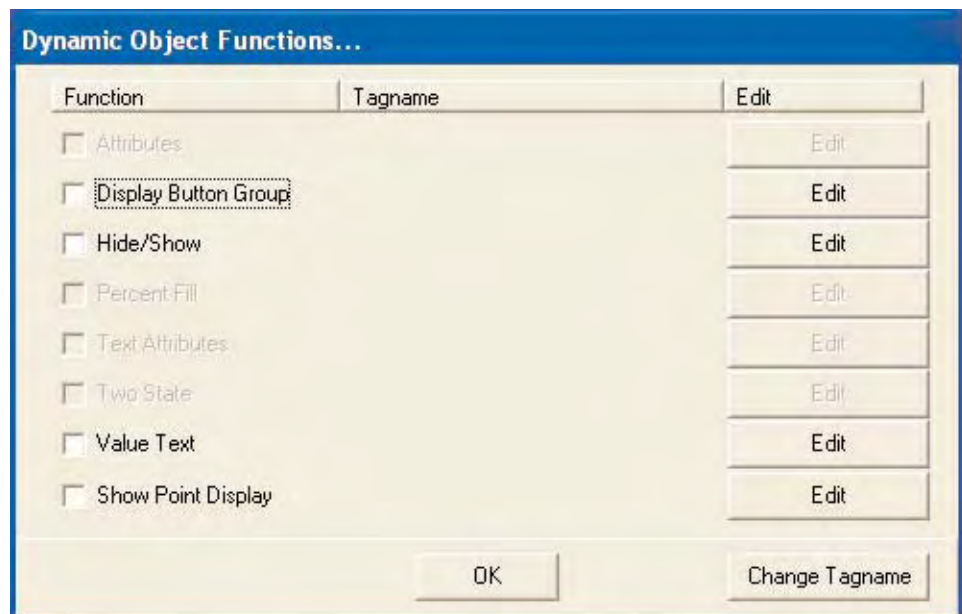 Dynamic Object Functions...
Function Tagname Edit
Attributes Edit
Display Button Group Edit
Hide/Show Edit
Percent Fill Edit
Text Attributes Edit
Two State Edit
Value Text Edit
Show Point Display Edit
OK Change Tagname